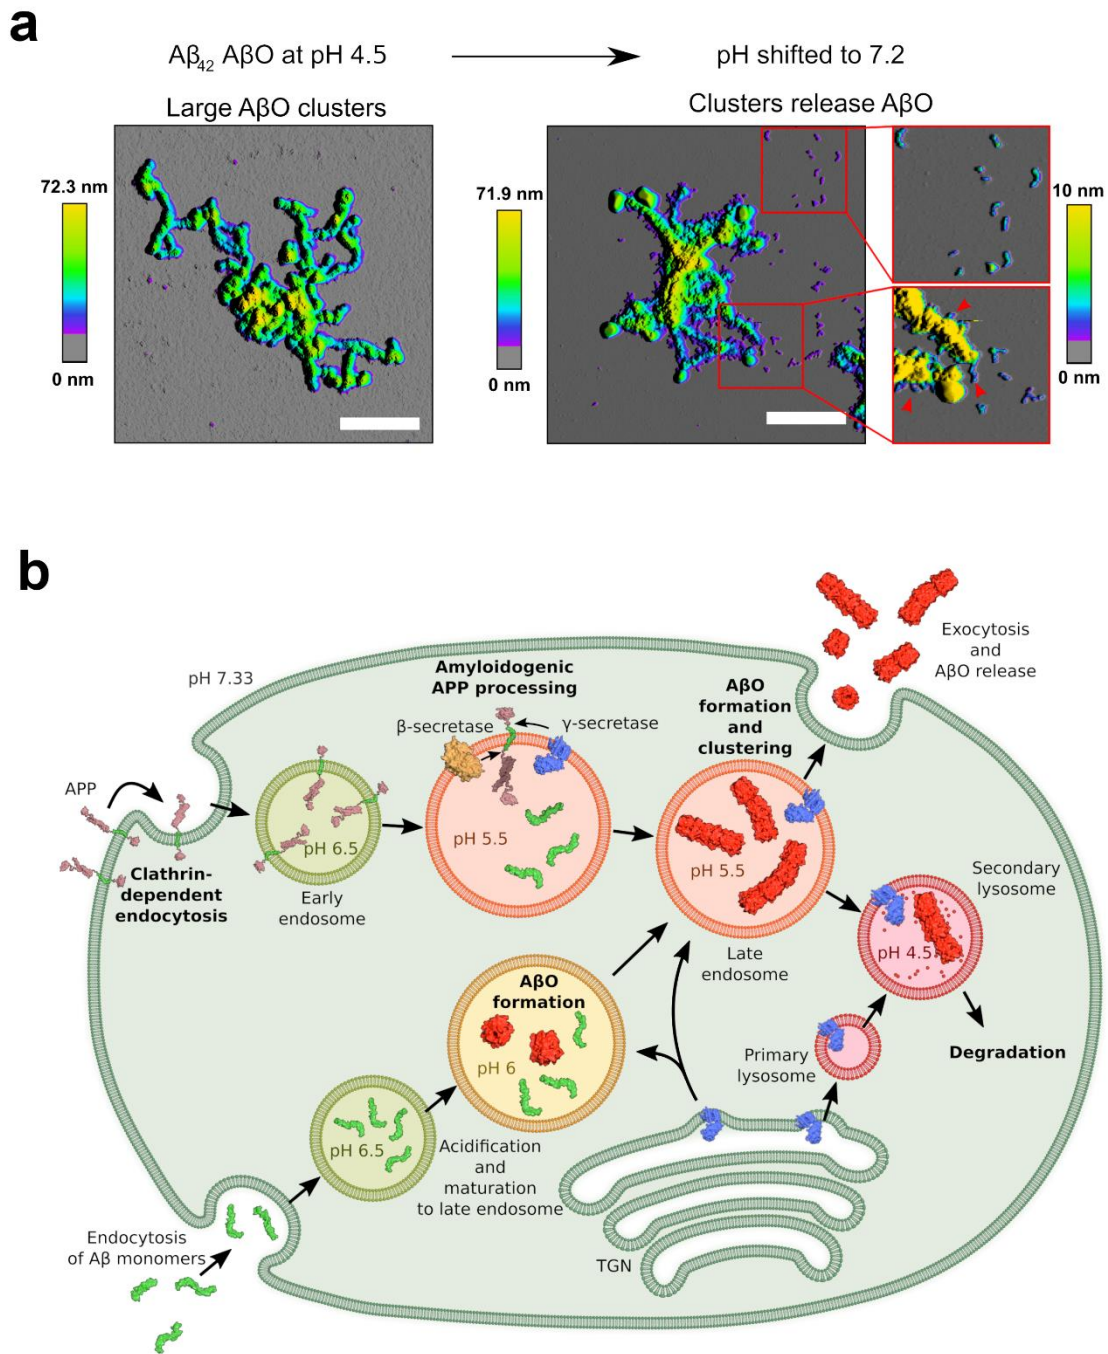 a
Aβ42 AβO at pH 4.5
pH shifted to 7.2
Large AβO clusters
Clusters release AβO
72.3 nm
0 nm
71.9 nm
0 nm
10 nm
0 nm
b
pH 7.33
Amyloidogenic
APP processing
β-secretase
γ-secretase
AβO
formation
and
clustering
Exocytosis
and
AβO release
APP
pH 6.5
pH 5.5
pH 5.5
Clathrin-
dependent
endocytosis
Early
endosome
Late
endosome
Secondary
lysosome
pH 4.5
AβO
formation
pH 6
Primary
lysosome
Degradation
pH 6.5
Acidification
and
maturation
to late endosome
Endocytosis
of Aβ monomers
TGN